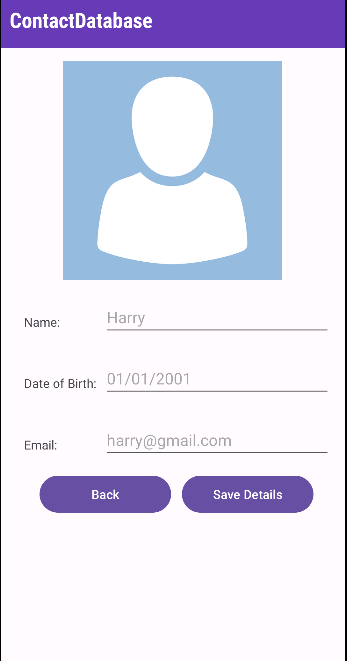 ContactDatabase
Name: Harry
Date of Birth: 01/01/2001
Email: harry@gmail.com
Back Save Details